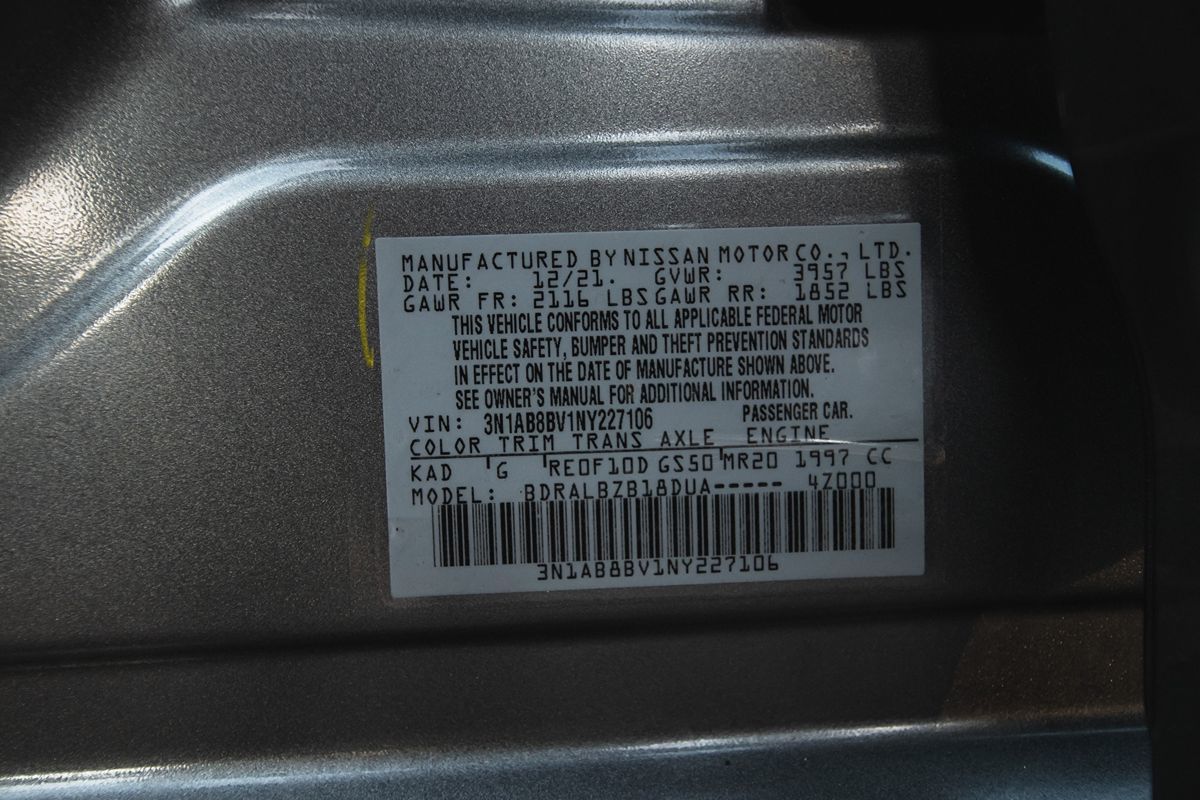 MANUFACTURED BY NISSAN MOTOR CO., LTD.
DATE: 12/21. GVWR: 3957 LBS
GAWR FR: 2116 LBS GAWR RR: 1852 LBS
THIS VEHICLE CONFORMS TO ALL APPLICABLE FEDERAL MOTOR
VEHICLE SAFETY, BUMPER AND THEFT PREVENTION STANDARDS
IN EFFECT ON THE DATE OF MANUFACTURE SHOWN ABOVE.
SEE OWNER'S MANUAL FOR ADDITIONAL INFORMATION.
VIN: 3N1AB8BV1NY227106 PASSENGER CAR.
COLOR TRIM TRANS AXLE ENGINE
KAD G RE0F10D GS50 MR20 1997 CC
MODEL: BDRALBZB18DUA----- 4Z000
3N1AB8BV1NY227106